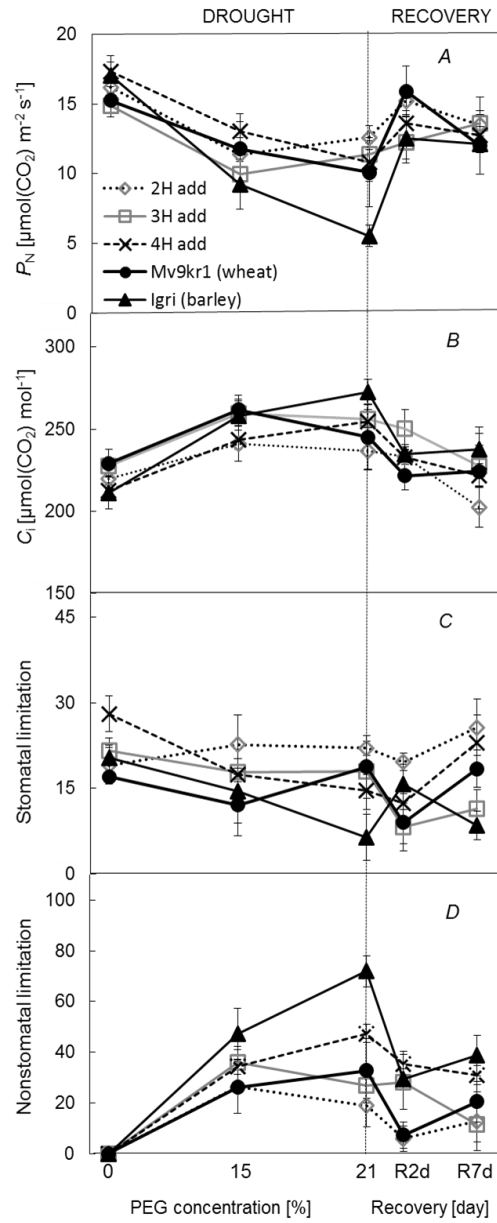 DROUGHT RECOVERY
20
15
10
5
0
P_N [µmol(CO₂) m⁻² s⁻¹]
A
2H add
3H add
4H add
Mv9kr1 (wheat)
Igri (barley)
300
250
200
150
C_i [µmol(CO₂) mol⁻¹]
B
45
30
15
0
Stomatal limitation
C
100
80
60
40
20
0
Nonstomatal limitation
D
0 15 21 R2d R7d
PEG concentration [%] Recovery [day]